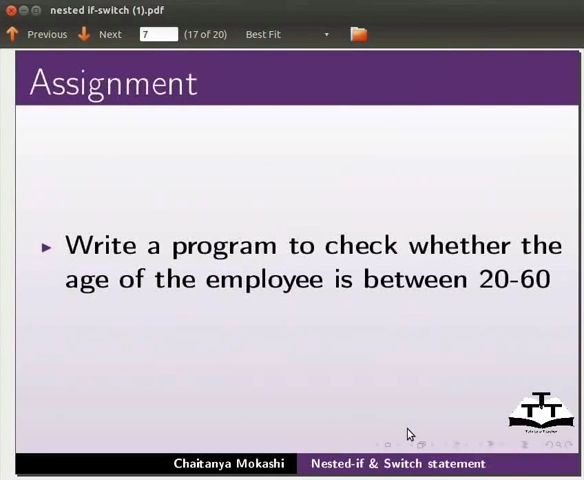 nested if-switch (1).pdf
Previous Next 7 (17 of 20) Best Fit
Assignment
Write a program to check whether the
age of the employee is between 20-60
TTT
Chaitanya Mokashi Nested-if & Switch statement